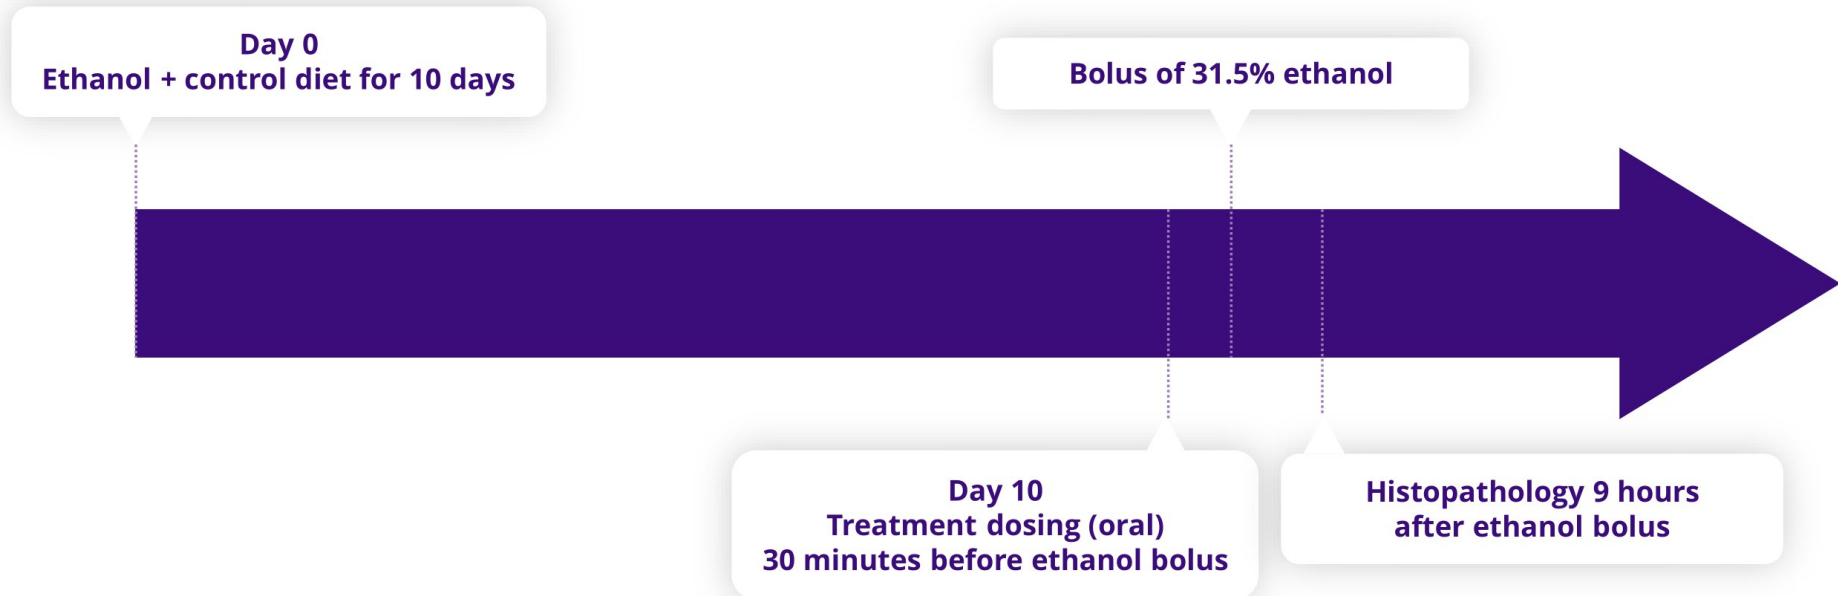 Day 0
Ethanol + control diet for 10 days
Bolus of 31.5% ethanol
Day 10
Treatment dosing (oral)
30 minutes before ethanol bolus
Histopathology 9 hours
after ethanol bolus